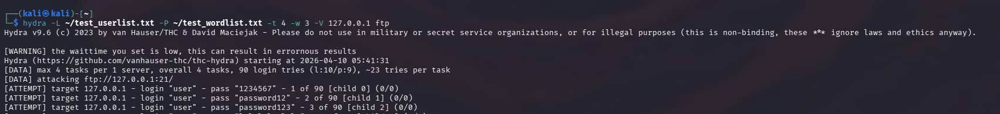 ┌──(kali㉿kali)-[~]
└─$ hydra -L ~/test_userlist.txt -P ~/test_wordlist.txt -t 4 -w 3 -V 127.0.0.1 ftp
Hydra v9.6 (c) 2023 by van Hauser/THC & David Maciejak - Please do not use in military or secret service organizations, or for illegal purposes (this is non-binding, these *** ignore laws and ethics anyway).
[WARNING] the waittime you set is low, this can result in errornous results
Hydra (https://github.com/vanhauser-thc/thc-hydra) starting at 2026-04-10 05:41:31
[DATA] max 4 tasks per 1 server, overall 4 tasks, 90 login tries (l:10/p:9), ~23 tries per task
[DATA] attacking ftp://127.0.0.1:21/
[ATTEMPT] target 127.0.0.1 - login "user" - pass "1234567" - 1 of 90 [child 0] (0/0)
[ATTEMPT] target 127.0.0.1 - login "user" - pass "password12" - 2 of 90 [child 1] (0/0)
[ATTEMPT] target 127.0.0.1 - login "user" - pass "password123" - 3 of 90 [child 2] (0/0)